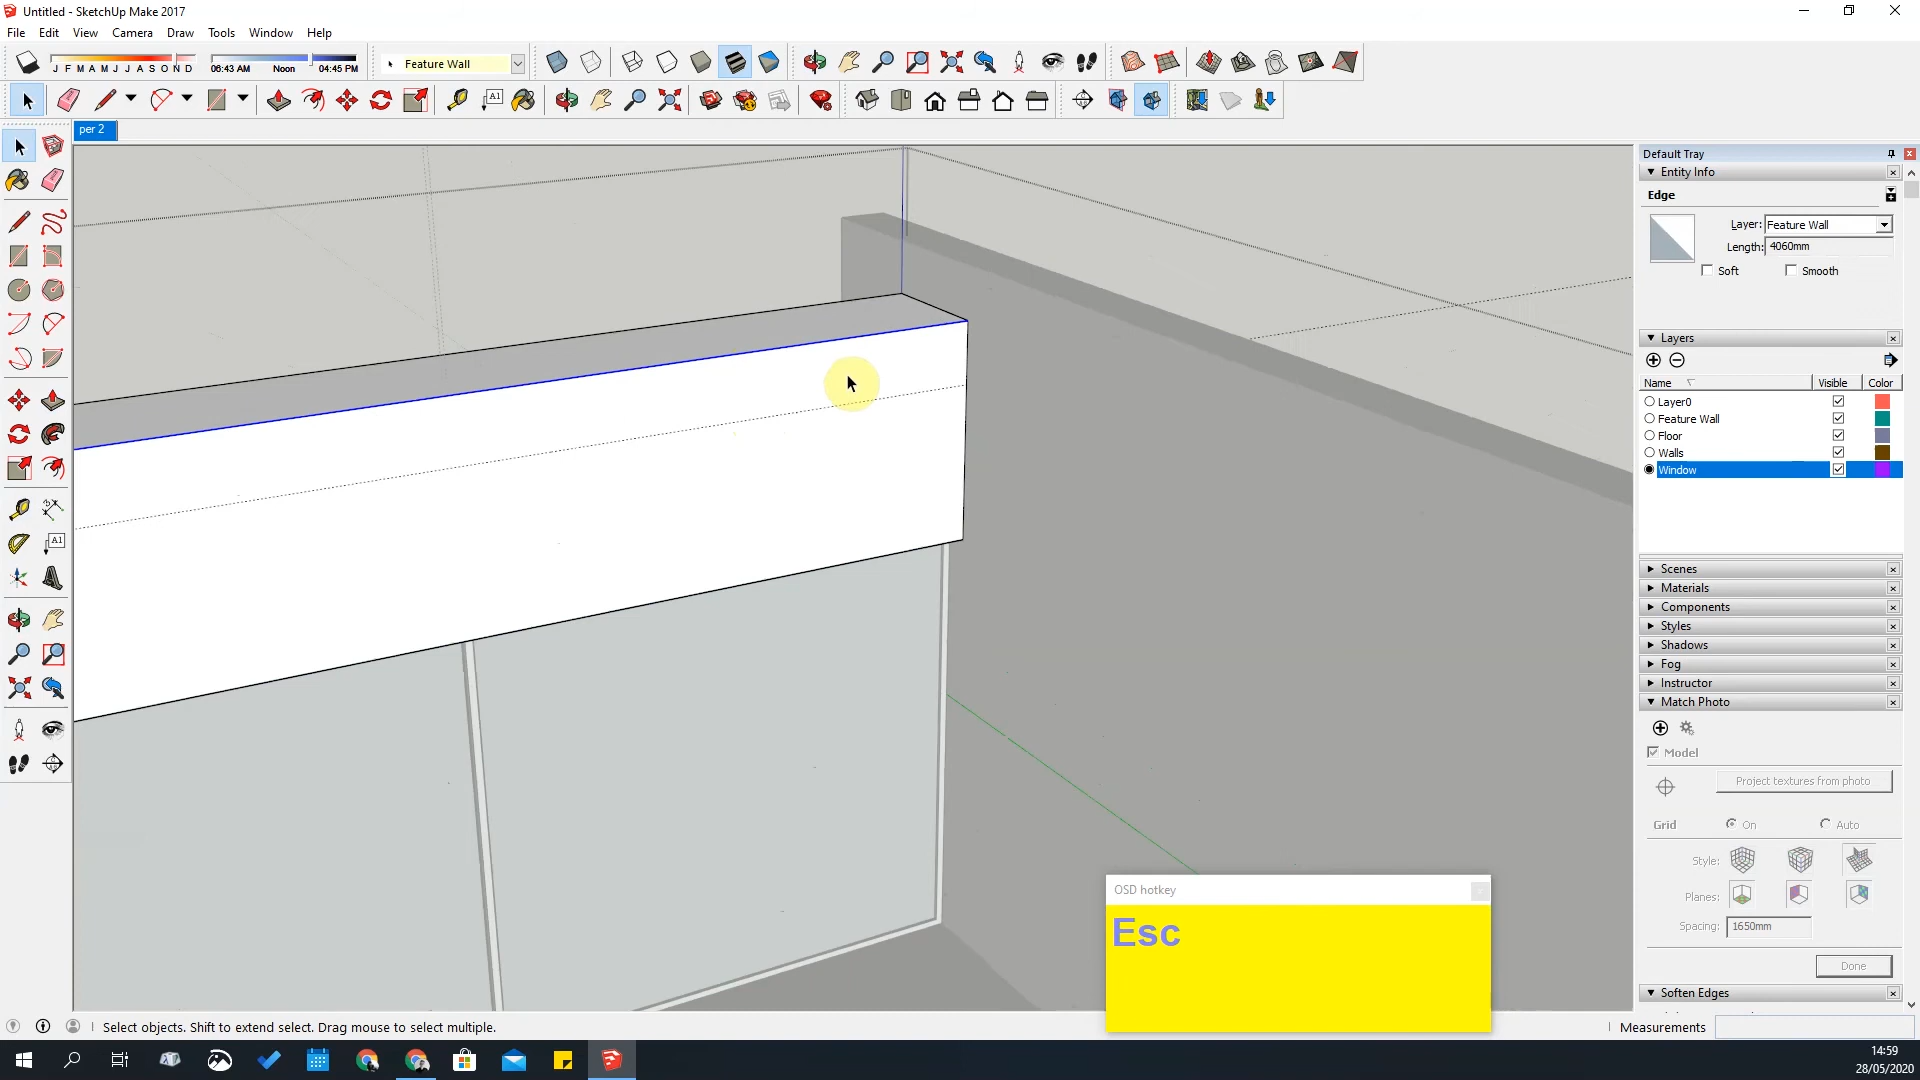 Untitled - SketchUp Make 2017
File Edit View Camera Draw Tools Window Help
J F M A M J J A S O N D
06:43 AM Noon 04:45 PM
Feature Wall
A1
per 2
Default Tray
Entity Info
Edge
Layer: Feature Wall
Length: 4060mm
Soft Smooth
Layers
Name Visible Color
Layer0
Feature Wall
Floor
Walls
Window
A1
Scenes
Materials
Components
Styles
Shadows
Fog
Instructor
Match Photo
Model
Project textures from photo
Grid On Auto
Style:
Planes:
Spacing: 1650mm
Done
Soften Edges
OSD hotkey
Esc
Select objects. Shift to extend select. Drag mouse to select multiple.
Measurements
14:59
28/05/2020